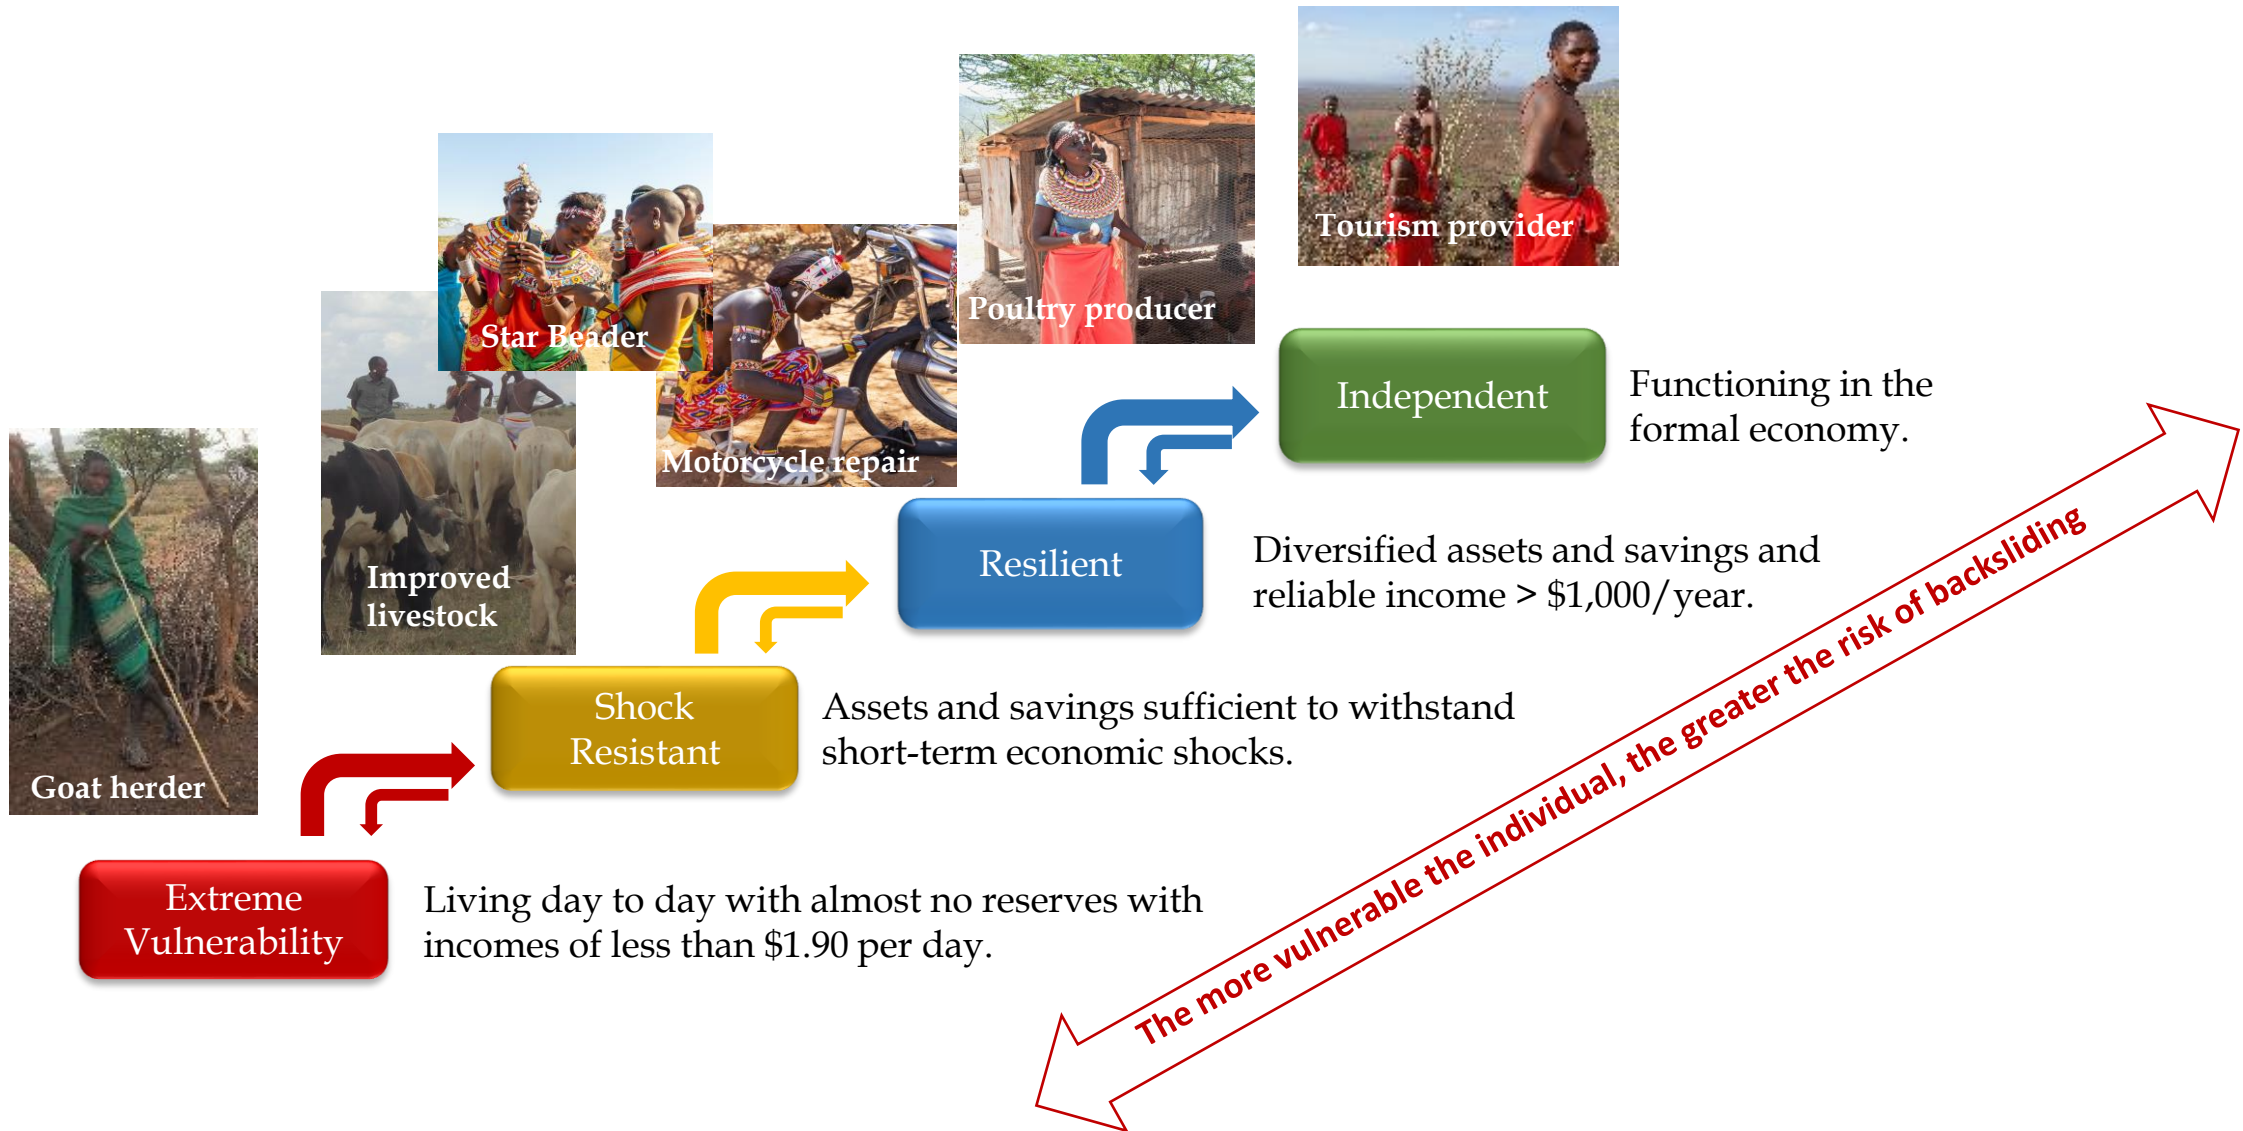 Tourism provider
Poultry producer
Star Beader
Motorcycle repair
Improved
livestock
Goat herder
Independent
Functioning in the
formal economy.
Resilient
Diversified assets and savings and
reliable income > $1,000/year.
Shock
Resistant
Assets and savings sufficient to withstand
short-term economic shocks.
Extreme
Vulnerability
Living day to day with almost no reserves with
incomes of less than $1.90 per day.
The more vulnerable the individual, the greater the risk of backsliding